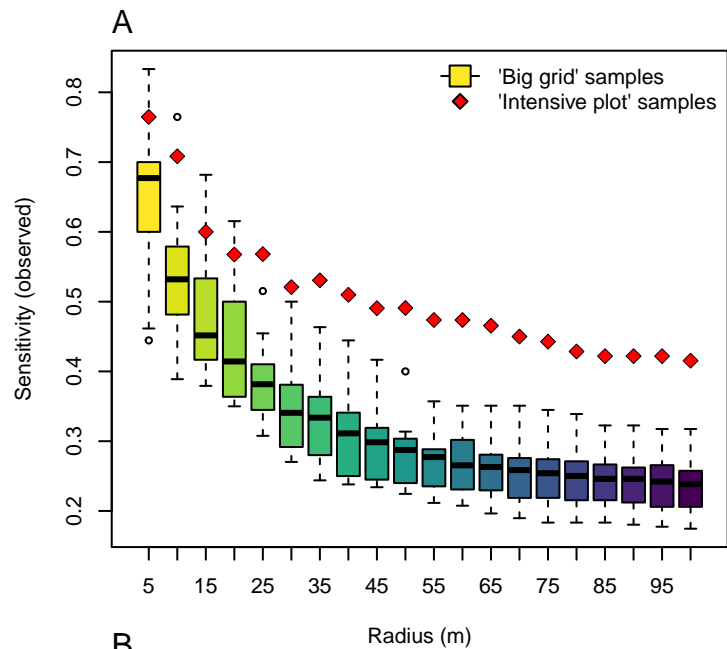 A
'Big grid' samples
'Intensive plot' samples
Sensitivity (observed)
0.8
0.7
0.6
0.5
0.4
0.3
0.2
5 15 25 35 45 55 65 75 85 95
Radius (m)
B